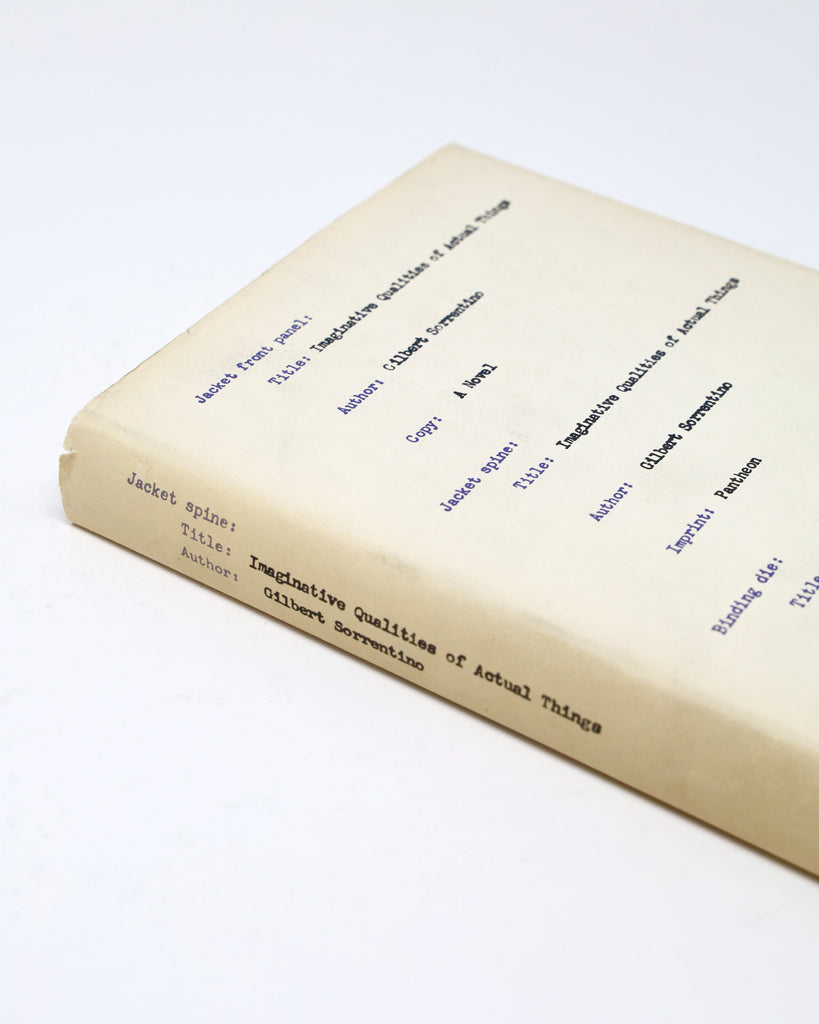 Jacket front panel:
Title: Imaginative Qualities of Actual Things
Author: Gilbert Sorrentino
Copy: A Novel
Jacket spine:
Title: Imaginative Qualities of Actual Things
Author: Gilbert Sorrentino
Imprint: Pantheon
Binding die:
Title
Jacket spine:
Title: Imaginative Qualities of Actual Things
Author: Gilbert Sorrentino